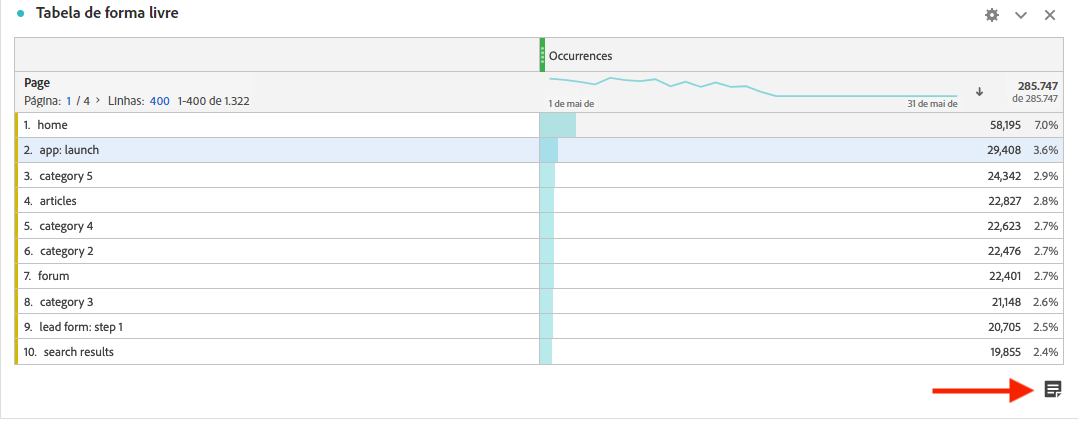 Tabela de forma livre
Occurrences
Page
Página: 1 / 4 > Linhas: 400 1-400 de 1.322
1 de mai de
31 de mai de
285.747
de 285.747
1. home 58,195 7.0%
2. app: launch 29,408 3.6%
3. category 5 24,342 2.9%
4. articles 22,827 2.8%
5. category 4 22,623 2.7%
6. category 2 22,476 2.7%
7. forum 22,401 2.7%
8. category 3 21,148 2.6%
9. lead form: step 1 20,705 2.5%
10. search results 19,855 2.4%